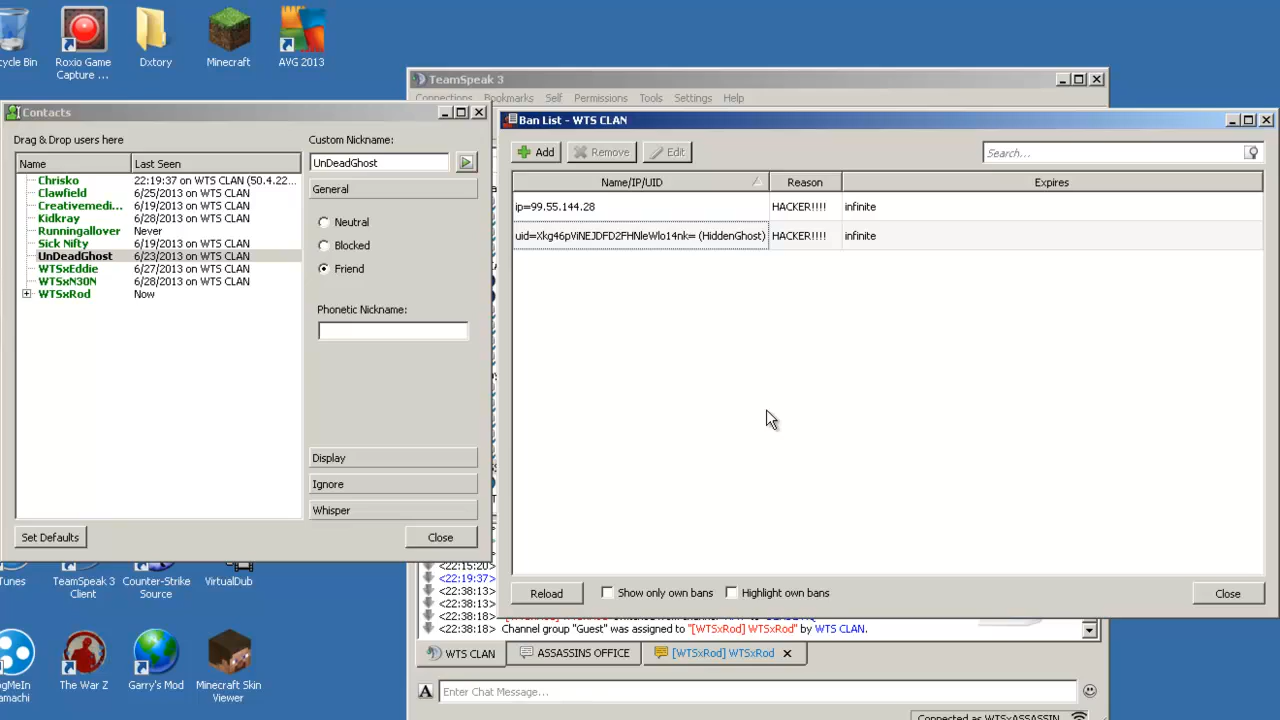 cycle Bin
Roxio Game
Capture ...
Dxtory
Minecraft
AVG 2013
TeamSpeak 3
Connections Bookmarks Self Permissions Tools Settings Help
Contacts
Drag & Drop users here
Name Last Seen
Chrisko 22:19:37 on WTS CLAN (50.4.22...
Clawfield 6/25/2013 on WTS CLAN
Creativemedi... 6/19/2013 on WTS CLAN
Kidkray 6/28/2013 on WTS CLAN
Runningallover Never
Sick Nifty 6/19/2013 on WTS CLAN
UnDeadGhost 6/23/2013 on WTS CLAN
WTSxEddie 6/27/2013 on WTS CLAN
WTSxN30N 6/28/2013 on WTS CLAN
WTSxRod Now
Custom Nickname:
UnDeadGhost
General
Neutral
Blocked
Friend
Phonetic Nickname:
Display
Ignore
Whisper
Set Defaults
Close
Ban List - WTS CLAN
Add Remove Edit
Search...
Name/IP/UID Reason Expires
ip=99.55.144.28 HACKER!!!! infinite
uid=Xkg46pViNEJDFD2FHNleWlo14nk= (HiddenGhost) HACKER!!!! infinite
Reload Show only own bans Highlight own bans Close
Tunes
TeamSpeak 3
Client
Counter-Strike
Source
VirtualDub
<22:15:20>
<22:19:37>
<22:38:13>
<22:38:13>
<22:38:18>
<22:38:18> Channel group "Guest" was assigned to "[WTSxRod] WTSxRod" by WTS CLAN.
WTS CLAN ASSASSINS OFFICE [WTSxRod] WTSxRod
Enter Chat Message...
Connected as WTSxASSASSIN
ogMeIn
amachi
The War Z
Garry's Mod
Minecraft Skin
Viewer